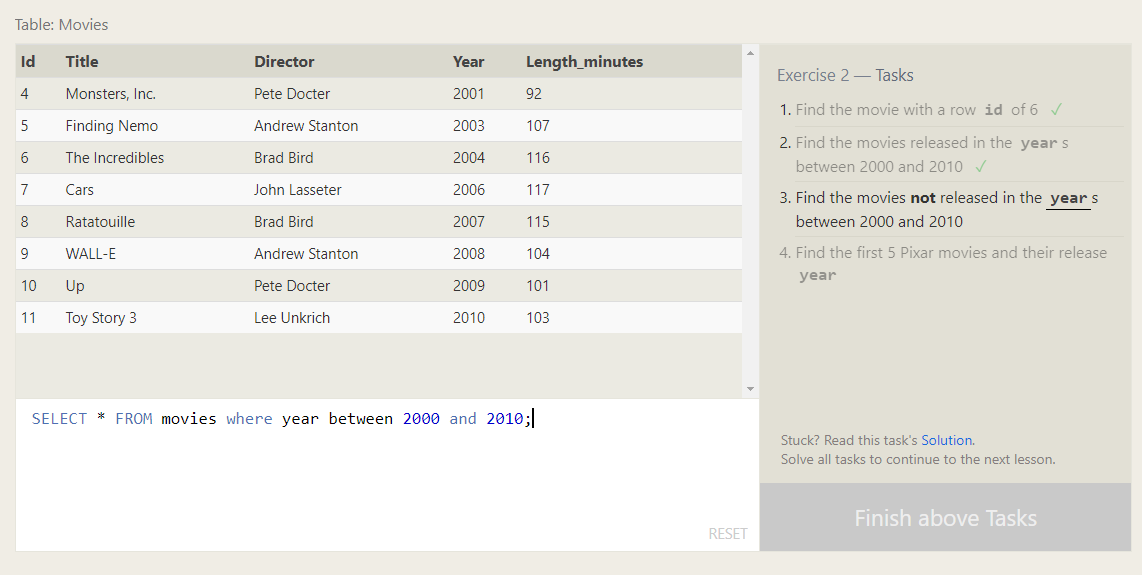 Table: Movies
Id Title Director Year Length_minutes
4 Monsters, Inc. Pete Docter 2001 92
5 Finding Nemo Andrew Stanton 2003 107
6 The Incredibles Brad Bird 2004 116
7 Cars John Lasseter 2006 117
8 Ratatouille Brad Bird 2007 115
9 WALL-E Andrew Stanton 2008 104
10 Up Pete Docter 2009 101
11 Toy Story 3 Lee Unkrich 2010 103
SELECT * FROM movies where year between 2000 and 2010;
RESET
Exercise 2 — Tasks
1. Find the movie with a row id of 6 ✓
2. Find the movies released in the year s
between 2000 and 2010 ✓
3. Find the movies not released in the year s
between 2000 and 2010
4. Find the first 5 Pixar movies and their release
year
Stuck? Read this task's Solution.
Solve all tasks to continue to the next lesson.
Finish above Tasks